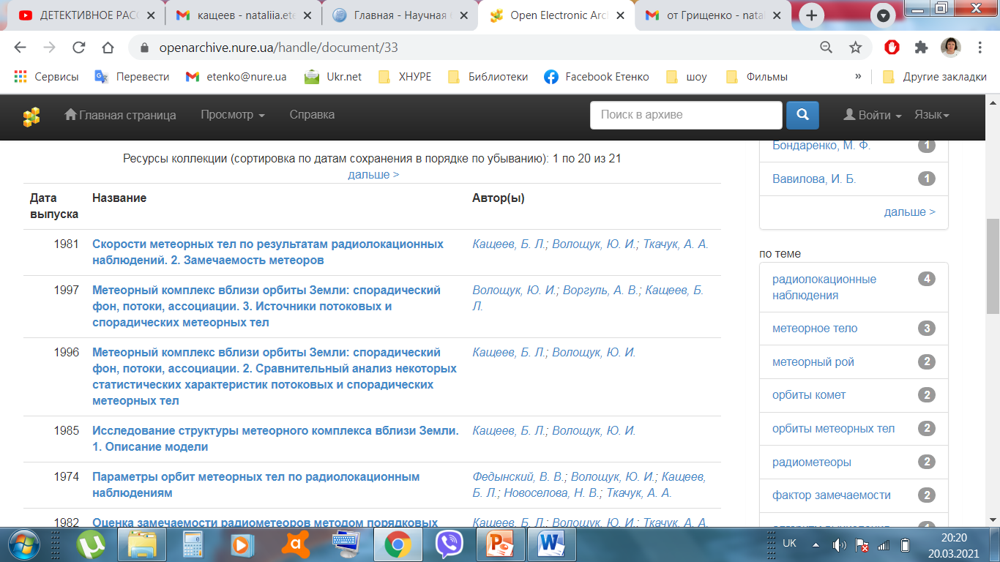 ДЕТЕКТИВНОЕ РАСС
кащеев - nataliia.ete
Главная - Научная
Open Electronic Arc
от Грищенко - nata
openarchive.nure.ua/handle/document/33
Сервисы
Перевести
etenko@nure.ua
Ukr.net
ХНУРЕ
Библиотеки
Facebook Етенко
шоу
Фильмы
»
Другие закладки
Главная страница
Просмотр
Справка
Поиск в архиве
Войти
Язык
Ресурсы коллекции (сортировка по датам сохранения в порядке по убыванию): 1 по 20 из 21
дальше >
Дата
выпуска
Название
Автор(ы)
1981
Скорости метеорных тел по результатам радиолокационных
наблюдений. 2. Замечаемость метеоров
Кащеев, Б. Л.; Волощук, Ю. И.; Ткачук, А. А.
1997
Метеорный комплекс вблизи орбиты Земли: спорадический
фон, потоки, ассоциации. 3. Источники потоковых и
спорадических метеорных тел
Волощук, Ю. И.; Воргуль, А. В.; Кащеев, Б.
Л.
1996
Метеорный комплекс вблизи орбиты Земли: спорадический
фон, потоки, ассоциации. 2. Сравнительный анализ некоторых
статистических характеристик потоковых и спорадических
метеорных тел
Кащеев, Б. Л.; Волощук, Ю. И.
1985
Исследование структуры метеорного комплекса вблизи Земли.
1. Описание модели
Кащеев, Б. Л.; Волощук, Ю. И.
1974
Параметры орбит метеорных тел по радиолокационным
наблюдениям
Федынский, В. В.; Волощук, Ю. И.; Кащеев,
Б. Л.; Новоселова, Н. В.; Ткачук, А. А.
1982
Оценка замечаемости радиометеоров методом порядковых
Кащеев, Б. Л.; Волощук, Ю. И.; Ткачук, А. А.
Бондаренко, М. Ф. 1
Вавилова, И. Б. 1
дальше >
по теме
радиолокационные 4
наблюдения
метеорное тело 3
метеорный рой 2
орбиты комет 2
орбиты метеорных тел 2
радиометеоры 2
фактор замечаемости 2
UK
20:20
20.03.2021